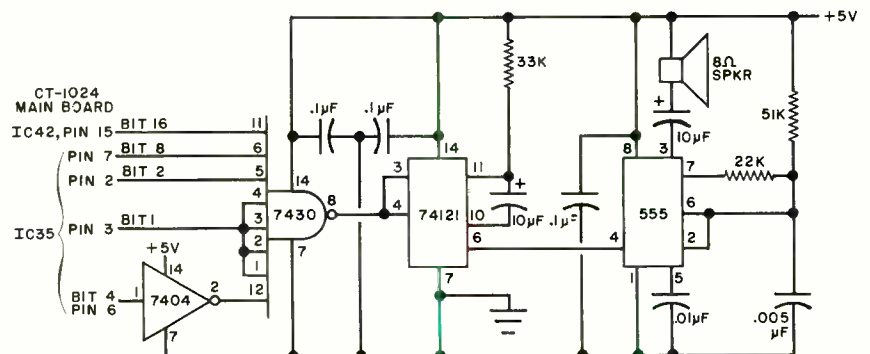 +5V
CT-1024
MAIN BOARD
IC42, PIN 15 BIT 16 11
PIN 7 BIT 8 6
PIN 2 BIT 2 5
IC35 PIN 3 BIT1
4
3
2
1
12
BIT 4
PIN 6
+5V
14
1 7404 2
7
14
7430 8
7
.1µF .1µF
33K
14
3 11
4 74121 10
6
7
+
10µF
.1µF
8Ω
SPKR
+
10µF
8 3
7
4 555 6
2
1 5
22K
51K
.01µF
.005
µF